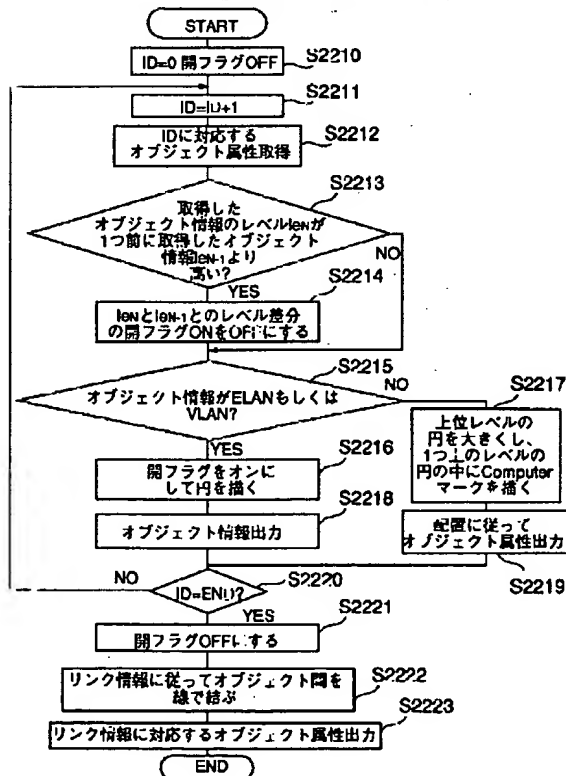 START
S2210
ID=0 開フラグOFF
S2211
ID=ID+1
S2212
IDに対応する
オブジェクト属性取得
S2213
取得した
オブジェクト情報のレベルleNが
1つ前に取得したオブジェクト
情報leN-1より
高い?
NO
YES
S2214
leNとleN-1とのレベル差分
の開フラグONをOFFにする
S2215
オブジェクト情報がELANもしくは
VLAN?
NO
YES
S2216
開フラグをオンに
して円を描く
S2217
上位レベルの
円を大きくし、
1つ上のレベルの
円の中にComputer
マークを描く
S2218
オブジェクト情報出力
配置に従って
オブジェクト属性出力
S2219
S2220
NO
ID=END?
YES
S2221
開フラグOFFにする
S2222
リンク情報に従ってオブジェクト間を
線で結ぶ
S2223
リンク情報に対応するオブジェクト属性出力
END